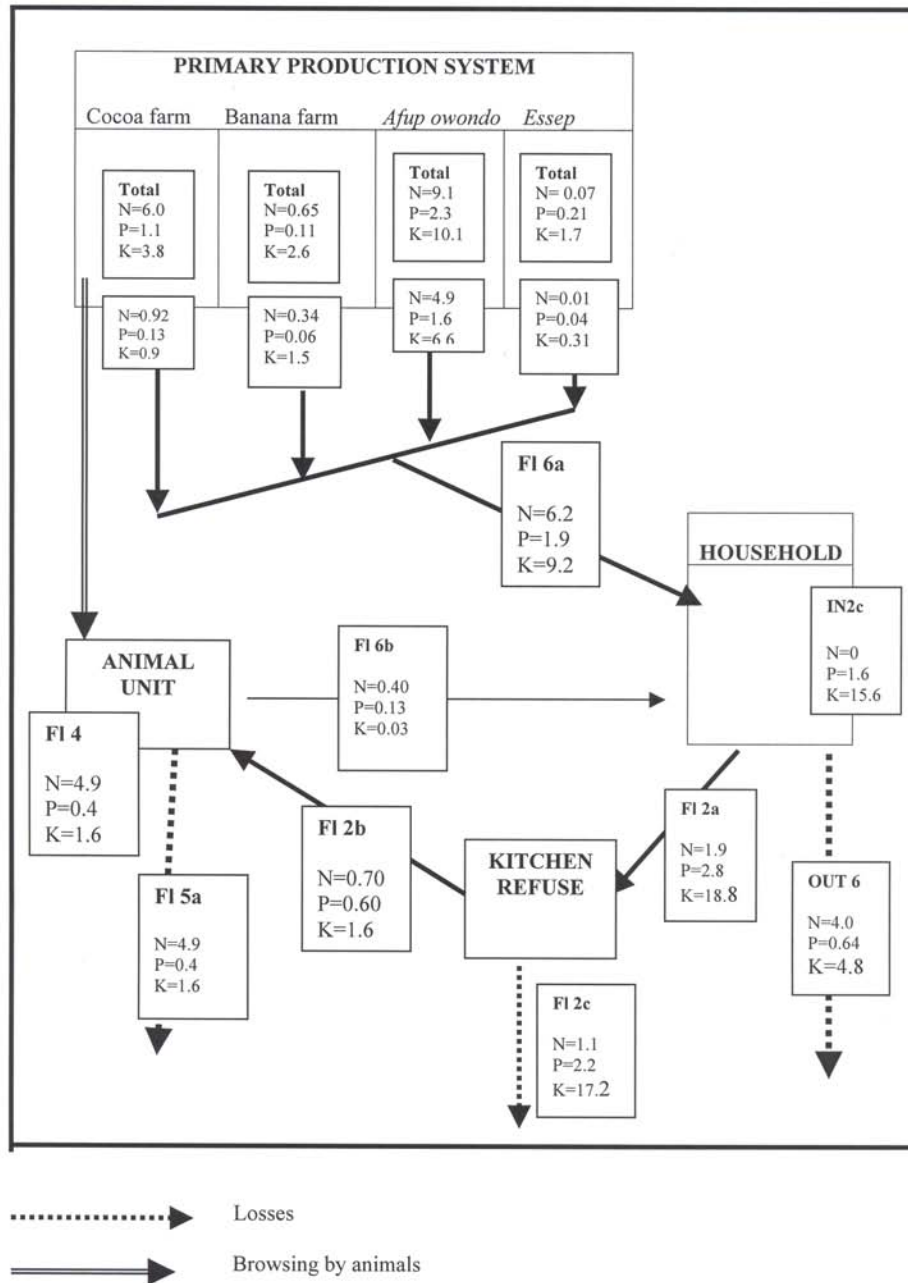 PRIMARY PRODUCTION SYSTEM
Cocoa farm Banana farm Afup owondo Essep
Total
N=6.0
P=1.1
K=3.8
Total
N=0.65
P=0.11
K=2.6
Total
N=9.1
P=2.3
K=10.1
Total
N= 0.07
P=0.21
K=1.7
N=0.92
P=0.13
K=0.9
N=0.34
P=0.06
K=1.5
N=4.9
P=1.6
K=6.6
N=0.01
P=0.04
K=0.31
Fl 6a
N=6.2
P=1.9
K=9.2
HOUSEHOLD
IN2c
N=0
P=1.6
K=15.6
ANIMAL
UNIT
Fl 6b
N=0.40
P=0.13
K=0.03
Fl 4
N=4.9
P=0.4
K=1.6
Fl 2b
N=0.70
P=0.60
K=1.6
KITCHEN
REFUSE
Fl 2a
N=1.9
P=2.8
K=18.8
OUT 6
N=4.0
P=0.64
K=4.8
Fl 5a
N=4.9
P=0.4
K=1.6
Fl 2c
N=1.1
P=2.2
K=17.2
Losses
Browsing by animals